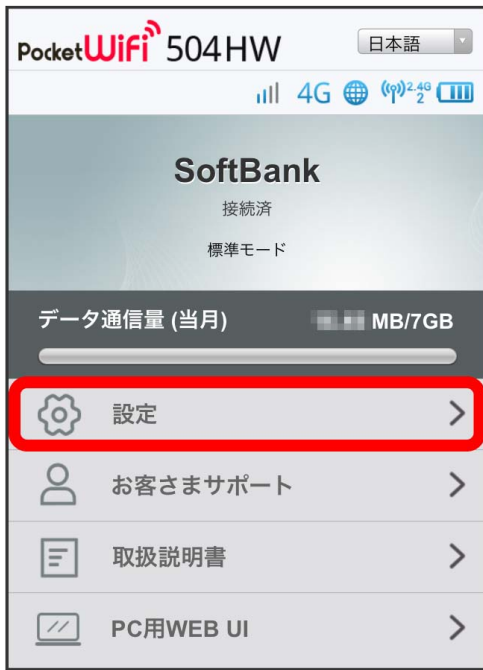 Pocket WiFi 504HW
日本語
4G 2.4G 2
SoftBank
接続済
標準モード
データ通信量 (当月) MB/7GB
設定
お客さまサポート
取扱説明書
PC用WEB UI